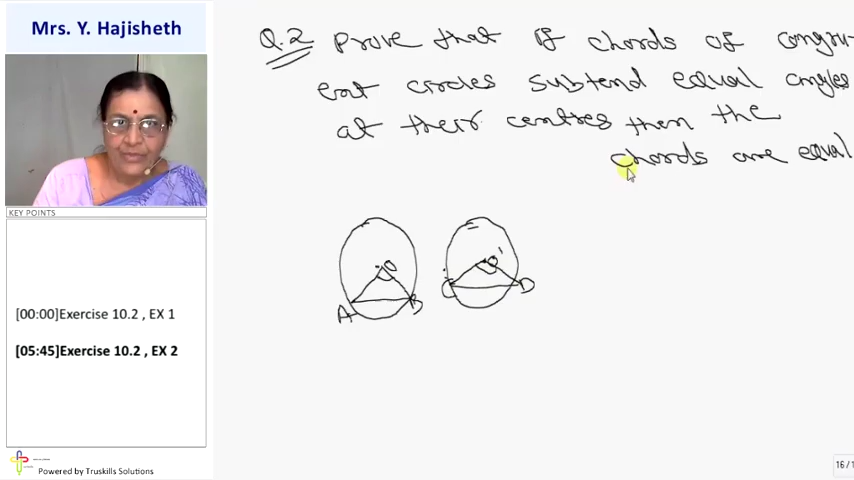 Mrs. Y. Hajisheth
KEY POINTS
[00:00]Exercise 10.2 , EX 1
[05:45]Exercise 10.2 , EX 2
Powered by Truskills Solutions
Q.2 Prove that If chords of congru-
ent circles subtend equal angles
at their centres then the
chords are equal
O
A B
O'
C D
16/1